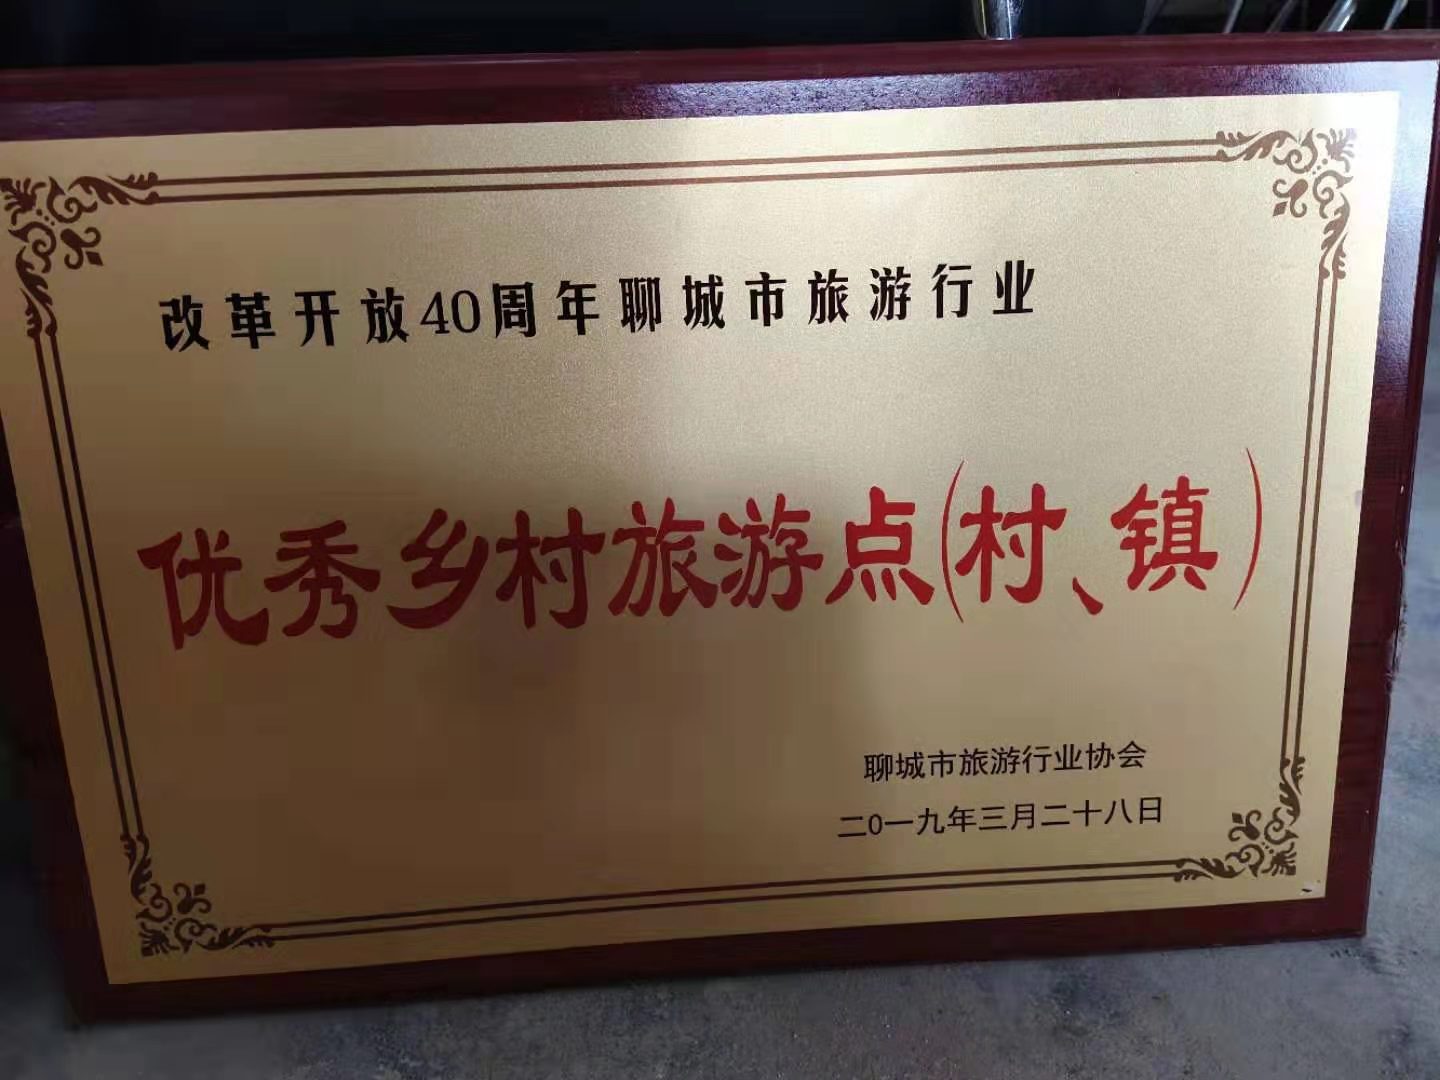 改革开放40周年聊城市旅游行业
优秀乡村旅游点(村、镇)
聊城市旅游行业协会
二0一九年三月二十八日